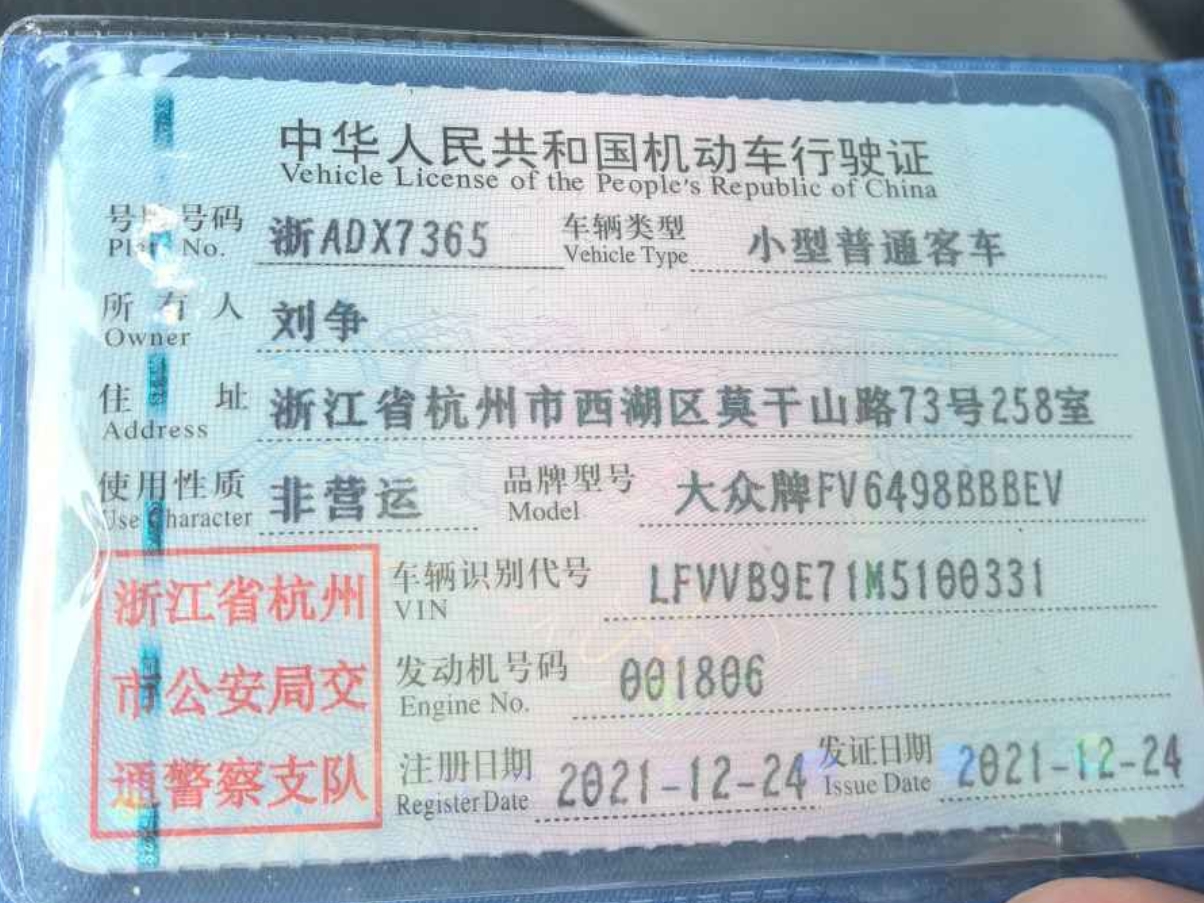 中华人民共和国机动车行驶证
Vehicle License of the People's Republic of China
号牌号码 浙ADX7365 车辆类型 小型普通客车
Plate No. Vehicle Type
所有人 刘争
Owner
住址 浙江省杭州市西湖区莫干山路73号258室
Address
使用性质 非营运 品牌型号 大众牌FV6498BBBEV
Use Character Model
浙江省杭州 车辆识别代号 LFVVB9E71M5100331
VIN
市公安局交 发动机号码 001806
Engine No.
通警察支队 注册日期 2021-12-24 发证日期 2021-12-24
Register Date Issue Date